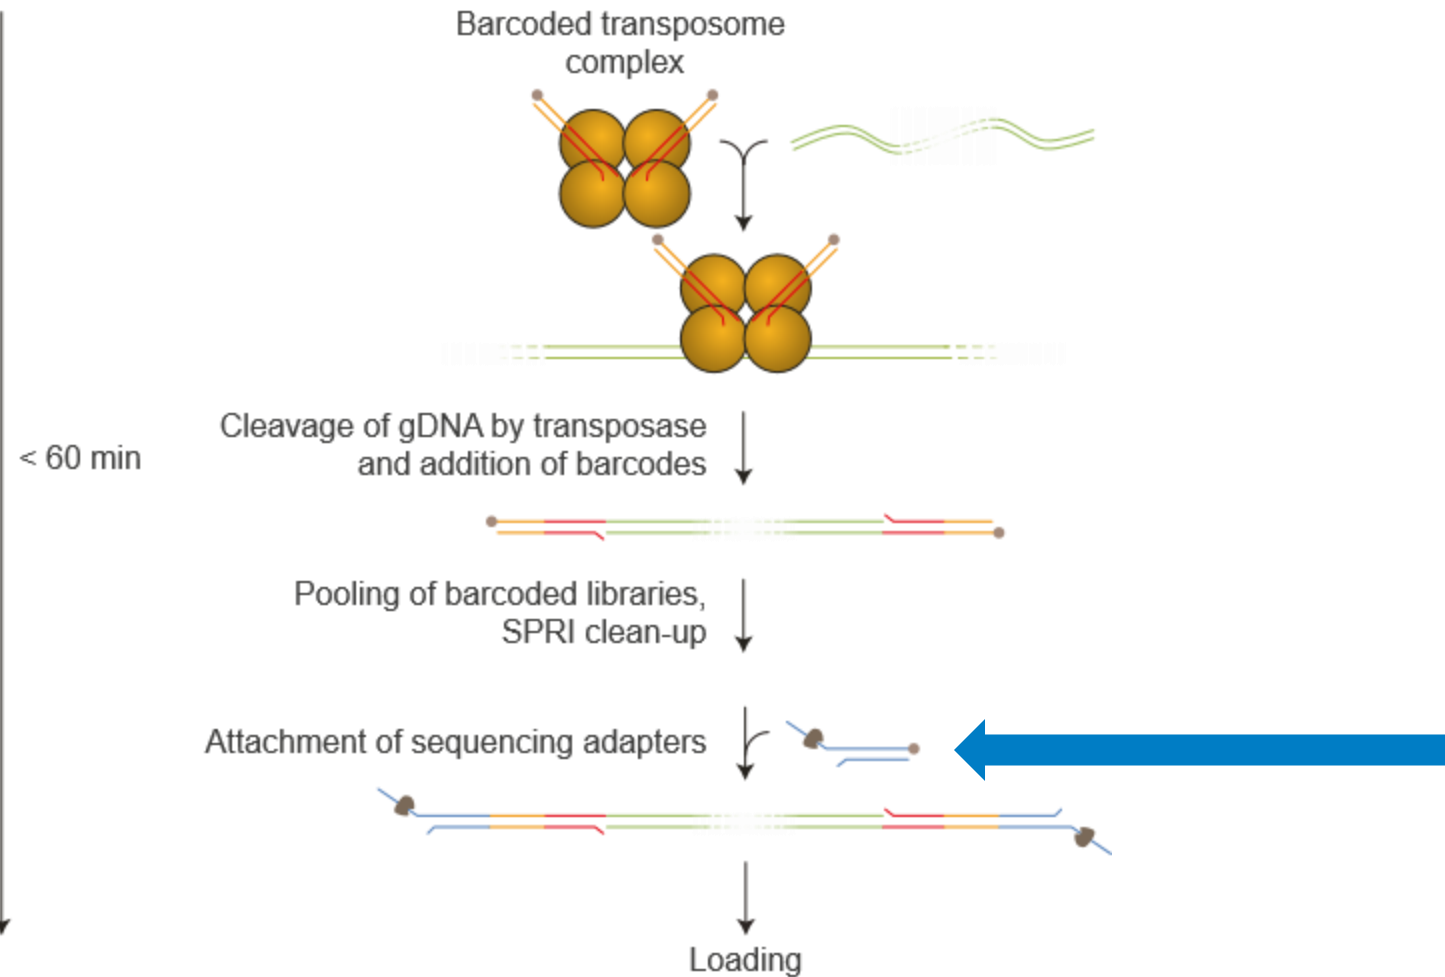 Barcoded transposome
complex
Cleavage of gDNA by transposase
and addition of barcodes
< 60 min
Pooling of barcoded libraries,
SPRI clean-up
Attachment of sequencing adapters
Loading